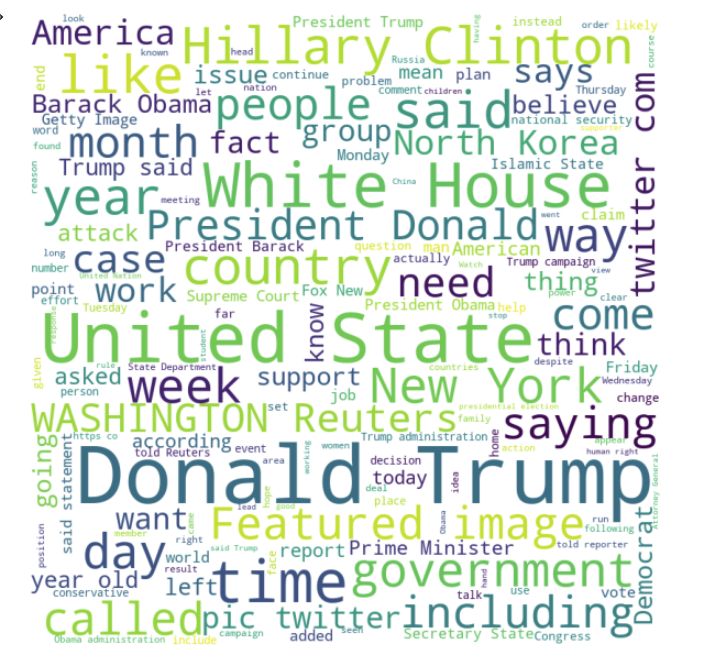 look
President Trump
having
instead
order
likely
America
Hillary Clinton
known
head
Russia
course
end
like
issue
continue
problem
mean
plan
says
Thursday
let
nation
comment
children
Barack Obama
people
said
believe
twitter com
Getty Image
national security
word
month
fact
group
North Korea
supporter
found
Monday
Islamic State
reason
Trump said
White House
China
year
meeting
President Donald
went
claim
way
attack
President Barack
question
man
American
long
case
country
actually
Trump campaign
view
number
United Nation
Watch
need
thing
point
work
Supreme Court
Fox New
power
clear
effort
Tuesday
President Obama
help
come
response
far
know
stop
United State
student
think
given
rule
State Department
countries
despite
Friday
asked
week
support
New York
Wednesday
person
job
change
WASHINGTON Reuters
set
presidential election
family
saying
going
https co
according
Trump administration
home
appear
said statement
told Reuters
event
working
women
action
human right
area
decision
idea
Attorney General
Donald Trump
today
hope
deal
lead
good
place
want
came
Featured image
Obama
run
following
member
position
day
right
said Trump
report
Prime Minister
told reporter
Democrat
world
face
result
year old
left
time
government
hand
conservative
talk
use
vote
called
pic twitter
including
Obama administration
include
campaign
added
seen
Secretary State
Congress